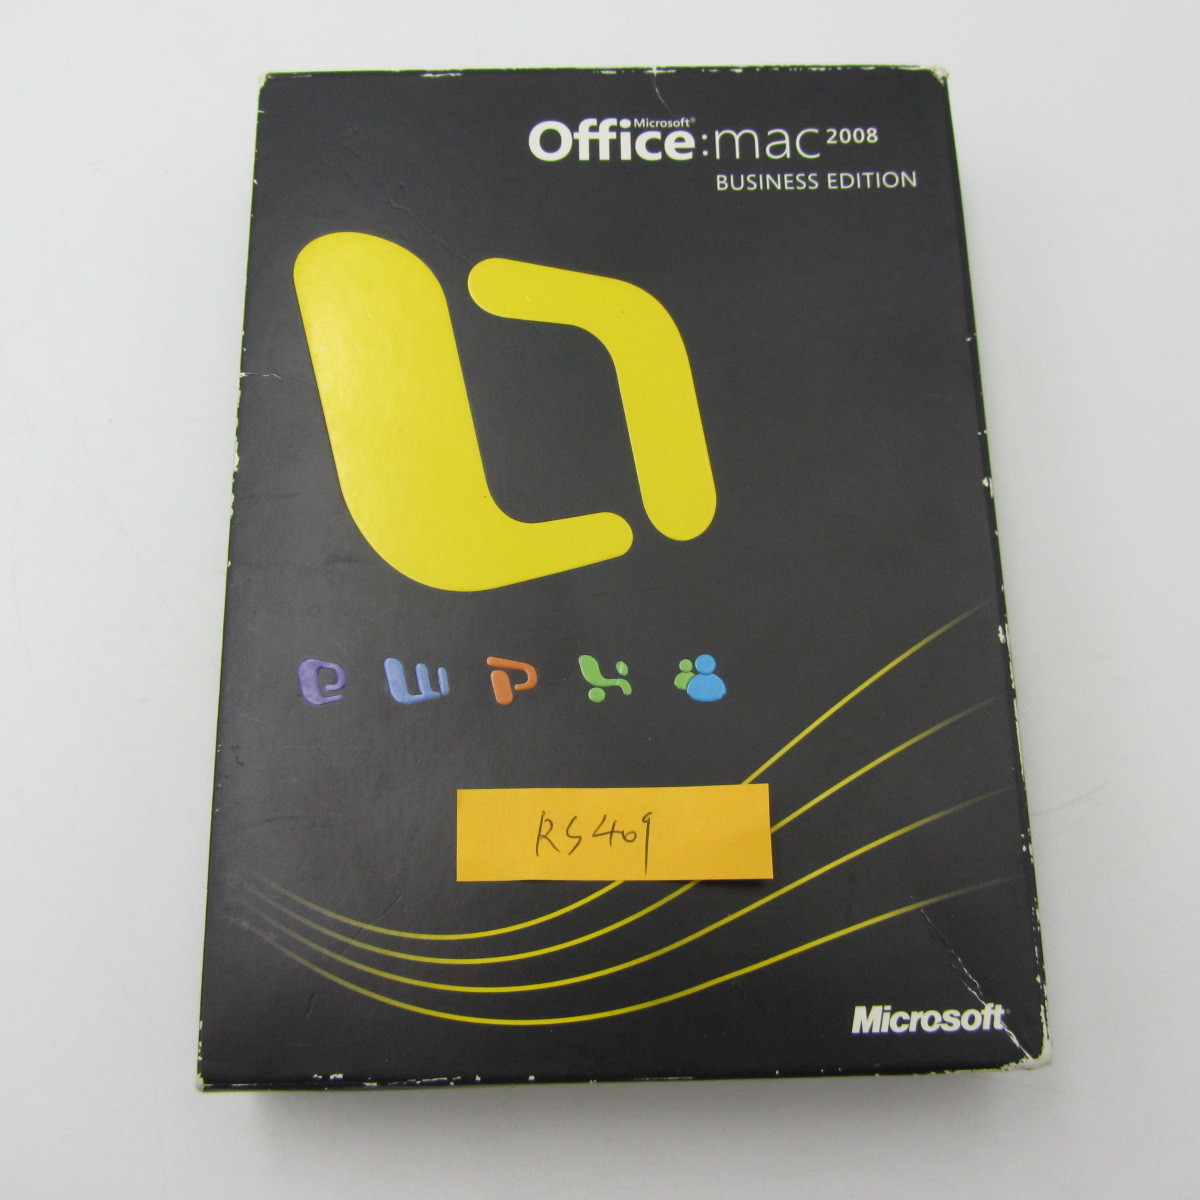 Microsoft®
Office:mac 2008
BUSINESS EDITION
RS409
Microsoft®